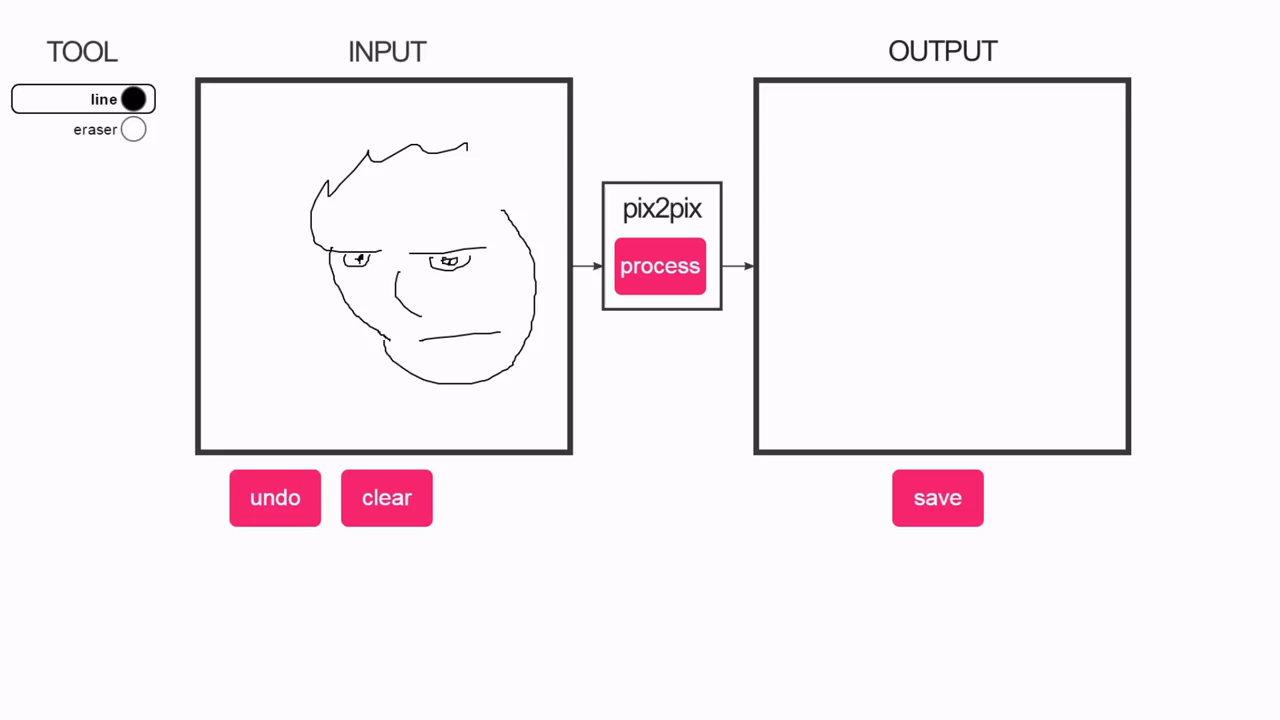 TOOL
line
eraser
INPUT
pix2pix
process
OUTPUT
undo
clear
save